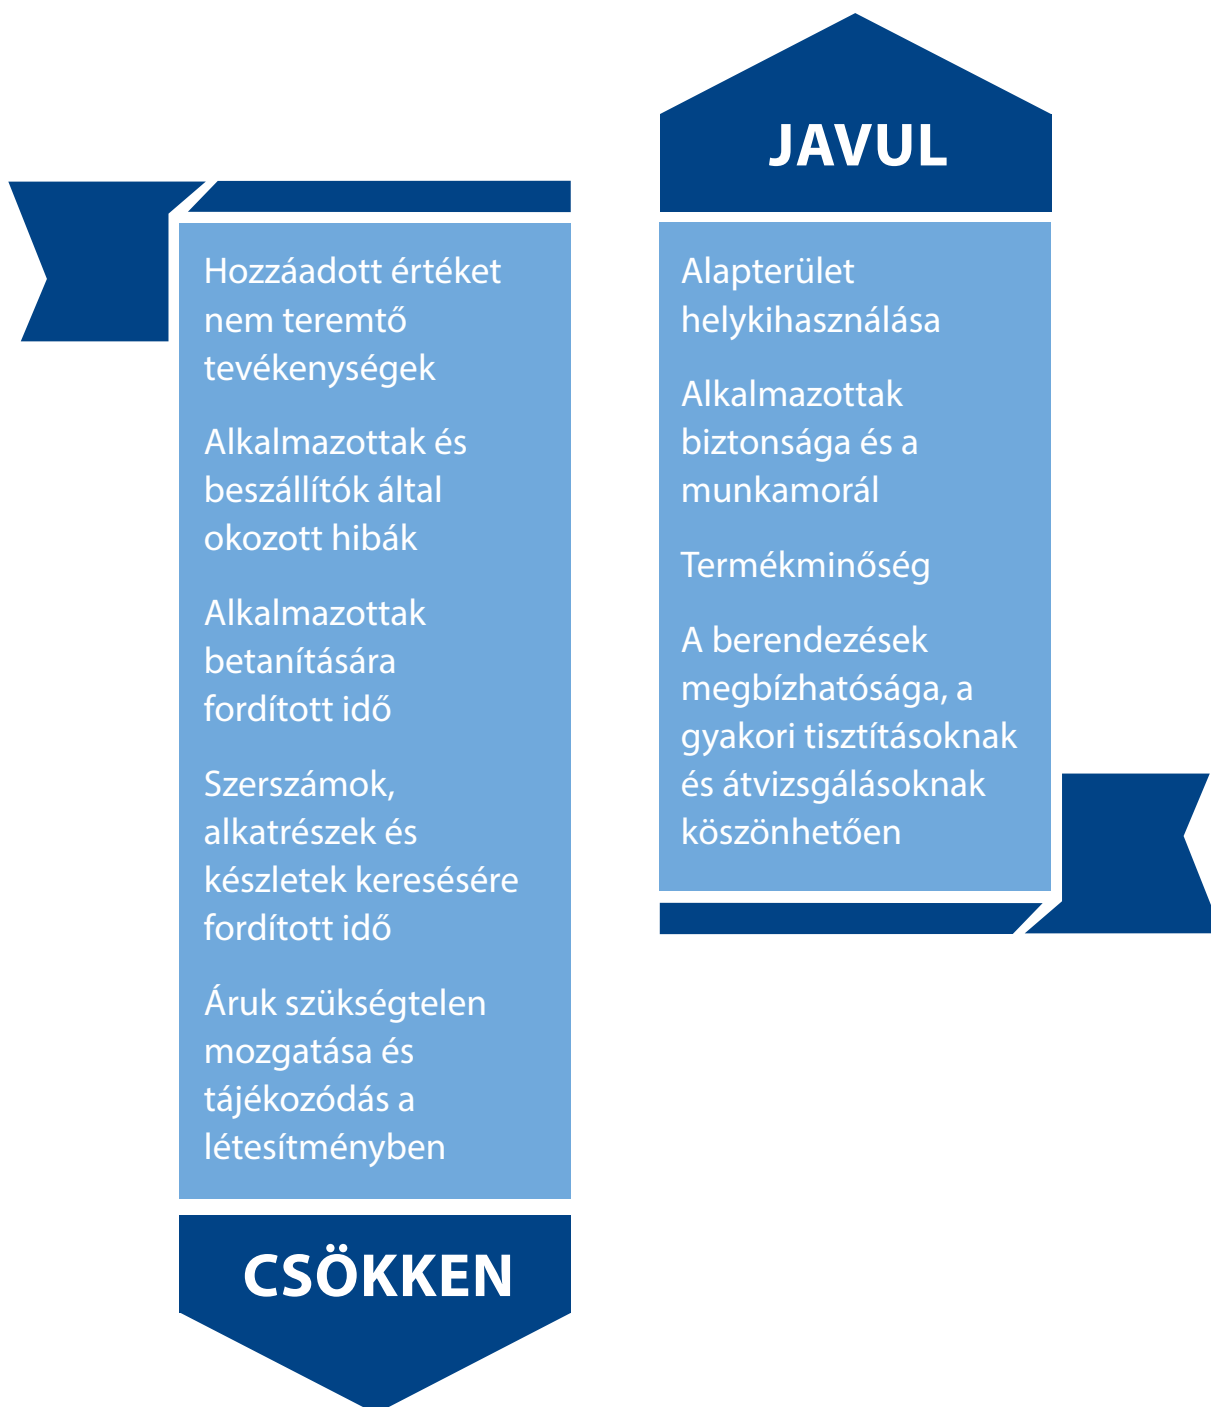 Hozzáadott értéket
nem teremtő
tevékenységek
Alkalmazottak és
beszállítók által
okozott hibák
Alkalmazottak
betanítására
fordított idő
Szerszámok,
alkatrészek és
készletek keresésére
fordított idő
Áruk szükségtelen
mozgatása és
tájékozódás a
létesítményben
CSÖKKEN
JAVUL
Alapterület
helykihasználása
Alkalmazottak
biztonsága és a
munkamorál
Termékminőség
A berendezések
megbízhatósága, a
gyakori tisztításoknak
és átvizsgálásoknak
köszönhetően